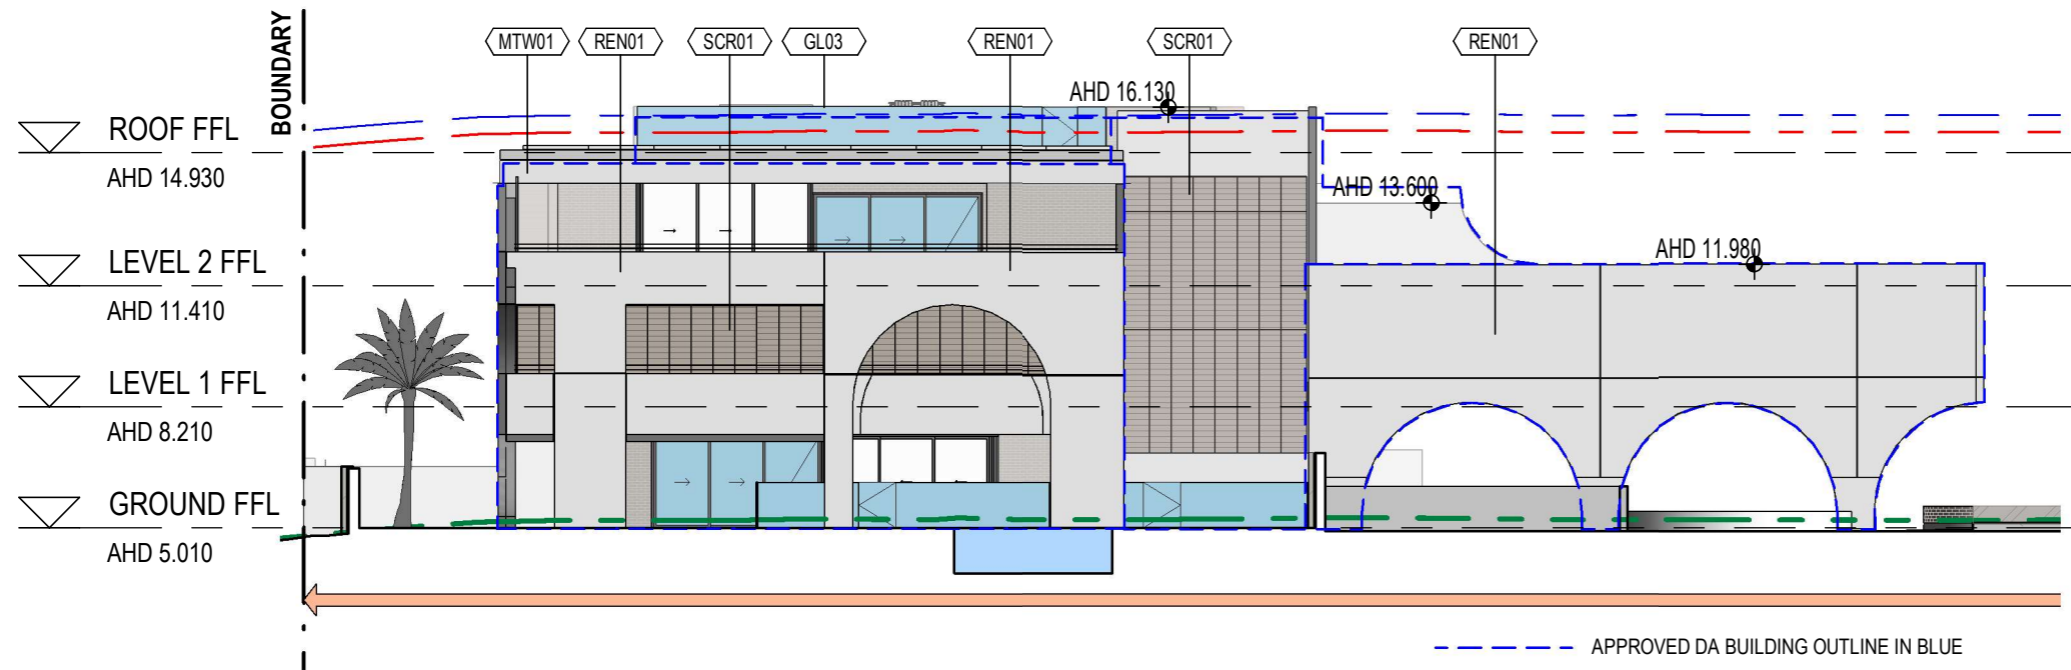 BOUNDARY
MTW01
REN01
SCR01
GL03
REN01
SCR01
REN01
AHD 16.130
ROOF FFL
AHD 14.930
AHD 13.600
AHD 11.980
LEVEL 2 FFL
AHD 11.410
LEVEL 1 FFL
AHD 8.210
GROUND FFL
AHD 5.010
APPROVED DA BUILDING OUTLINE IN BLUE